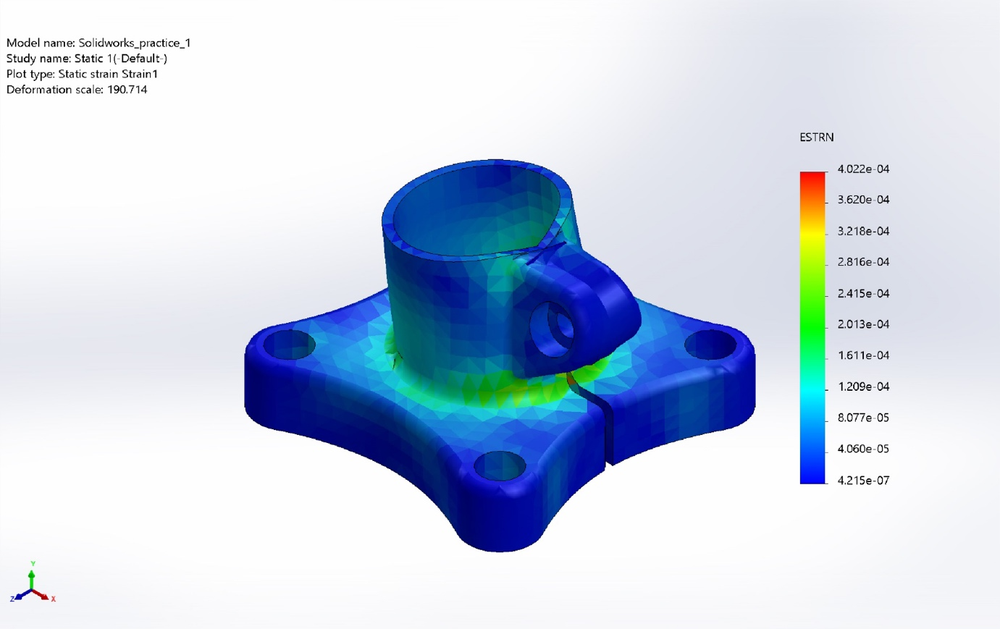 Model name: Solidworks_practice_1
Study name: Static 1(-Default-)
Plot type: Static strain Strain1
Deformation scale: 190.714
ESTRN
4.022e-04
3.620e-04
3.218e-04
2.816e-04
2.415e-04
2.013e-04
1.611e-04
1.209e-04
8.077e-05
4.060e-05
4.215e-07
Y
Z
X